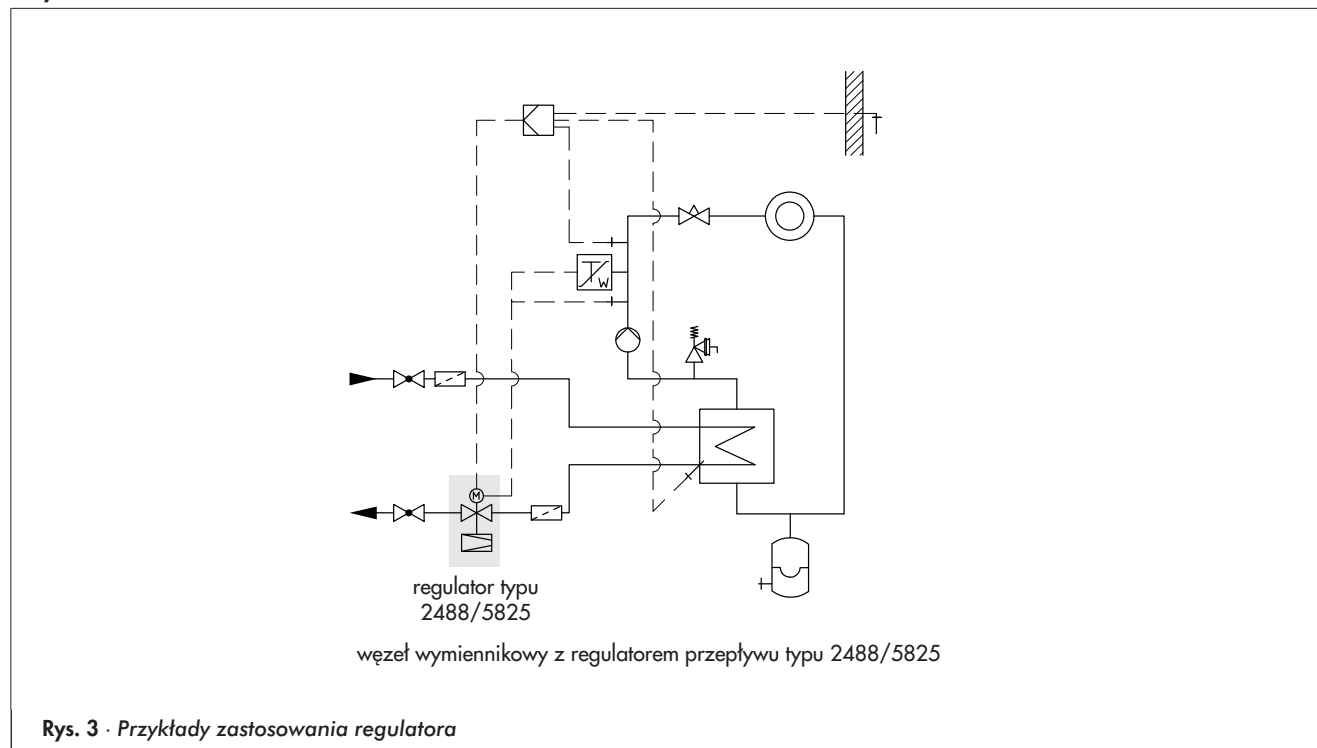 W
M
regulator typu
2488/5825
węzeł wymiennikowy z regulatorem przepływu typu 2488/5825
Rys. 3 · Przykłady zastosowania regulatora